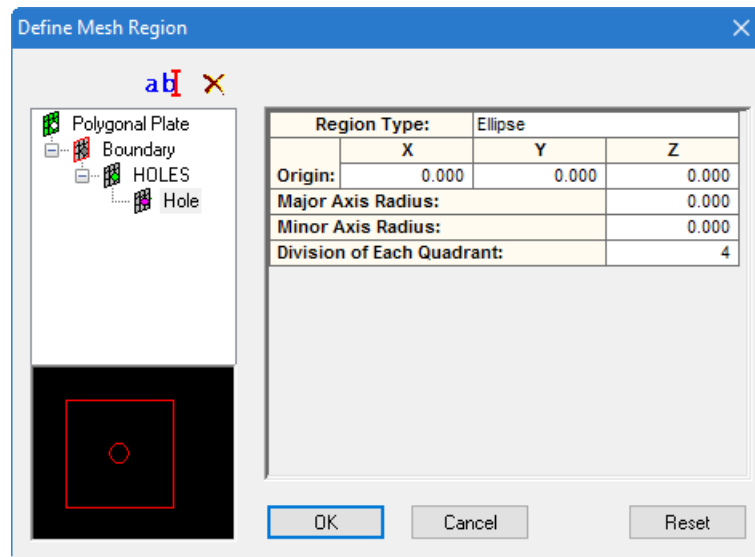 Define Mesh Region
ab
Polygonal Plate
Boundary
HOLES
Hole
Region Type: Ellipse
X Y Z
Origin: 0.000 0.000 0.000
Major Axis Radius: 0.000
Minor Axis Radius: 0.000
Division of Each Quadrant: 4
OK Cancel Reset